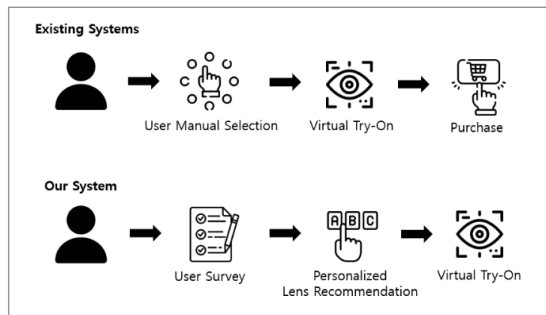 Existing Systems
User Manual Selection
Virtual Try-On
Purchase
Our System
A B C
User Survey
Personalized
Lens Recommendation
Virtual Try-On